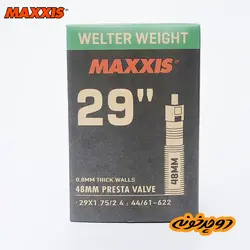 MAXXIS
WELTER WEIGHT
MAXXIS
29"
48MM
0.8MM THICK WALLS
48MM PRESTA VALVE
29X1.75/2.4 , 44/61-622
دوچرخونه